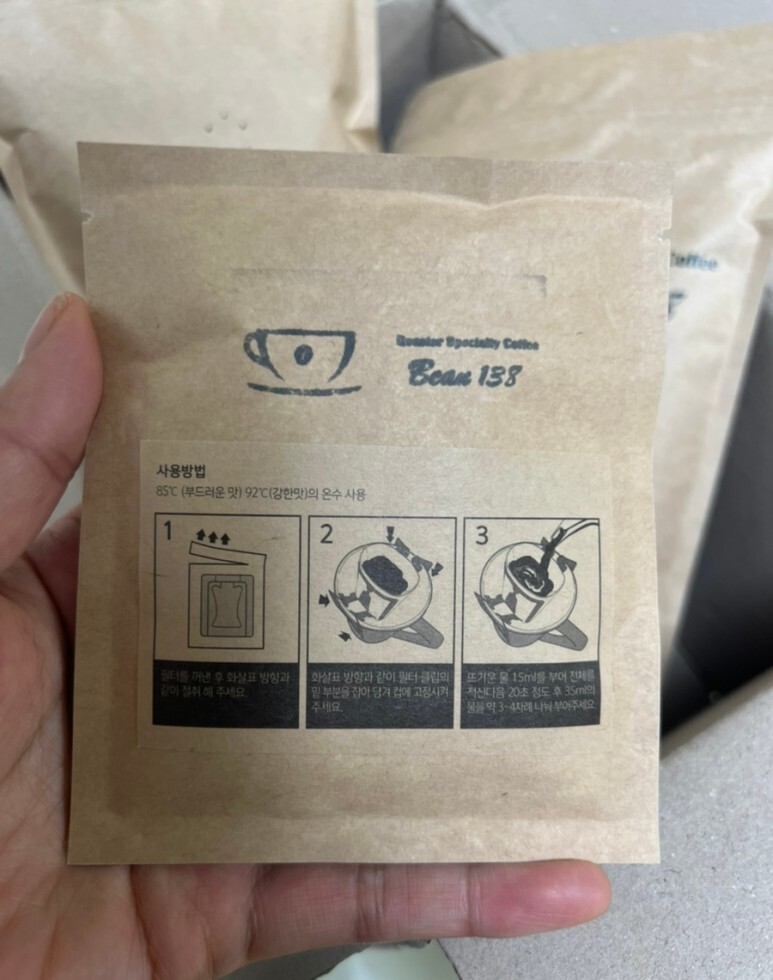 Roaster Specialty Coffee
Bean 138
Coffee
사용방법
85℃ (부드러운 맛) 92℃(강한맛)의 온수 사용
1
2
3
필터를 꺼낸 후 화살표 방향과
같이 절취 해 주세요.
화살표 방향과 같이 필터 클립의
밑 부분을 잡아 당겨 컵에 고정시켜
주세요.
뜨거운 물 15ml를 부어 전체를
적신다음 20초 정도 후 35ml의
물을 약 3~4차례 나눠 부어주세요